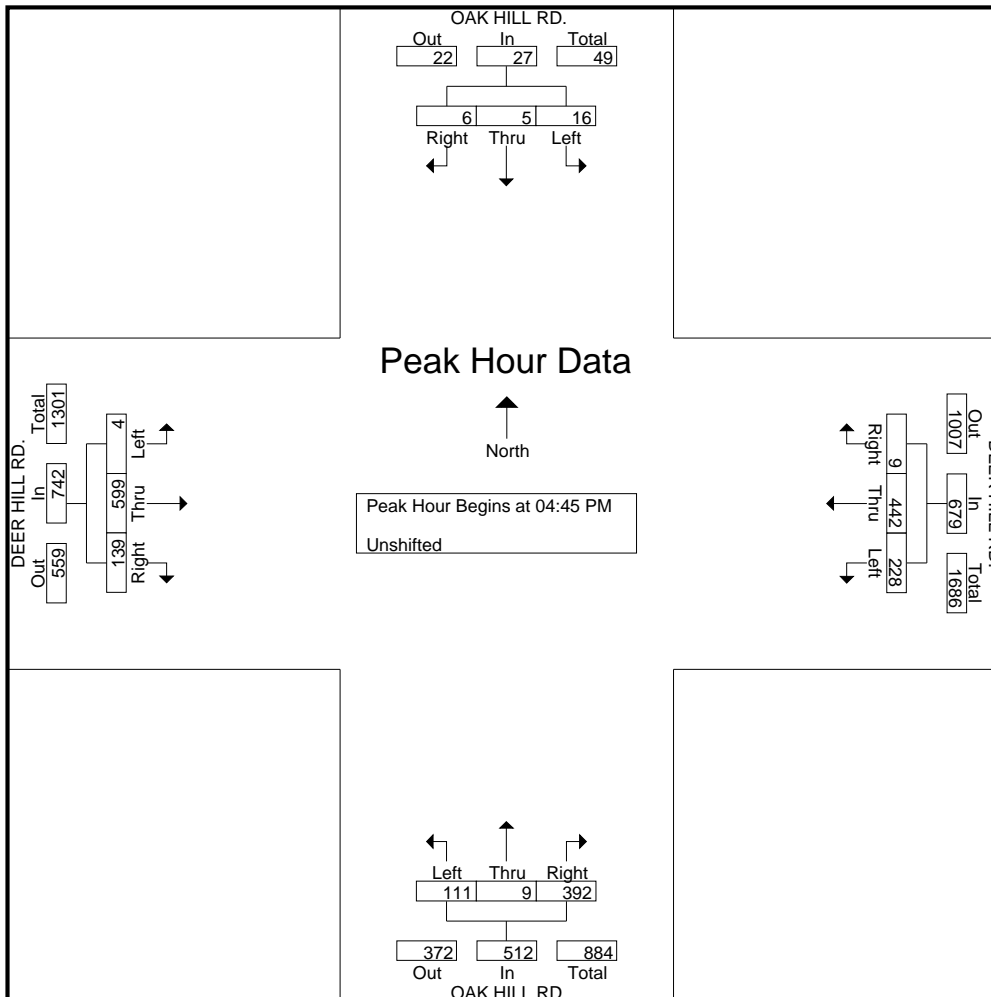 OAK HILL RD.
Out In Total
22 27 49
6 5 16
Right Thru Left
Peak Hour Data
North
Peak Hour Begins at 04:45 PM
Unshifted
DEER HILL RD.
Total In Out
1301 742 559
4 599 139
Left Thru Right
Right Thru Left
9 442 228
1007 679 1686
Out In Total
Left Thru Right
111 9 392
372 512 884
Out In Total
OAK HILL RD